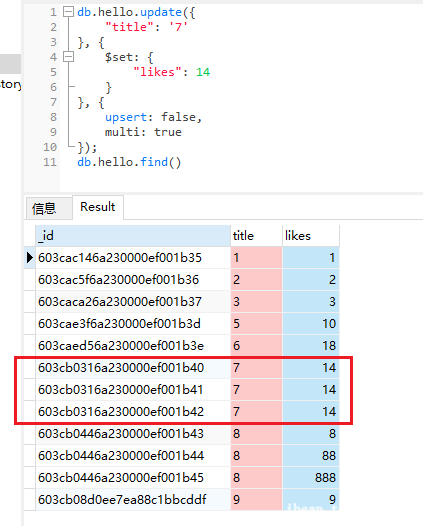 1 db.hello.update({
2 "title": '7'
3 }, {
4 $set: {
5 "likes": 14
6 }
7 }, {
8 upsert: false,
9 multi: true
10 });
11 db.hello.find()
story
信息 Result
_id title likes
603cac146a230000ef001b35 1 1
603cac5f6a230000ef001b36 2 2
603caca26a230000ef001b37 3 3
603cae3f6a230000ef001b3d 5 10
603caed56a230000ef001b3e 6 18
603cb0316a230000ef001b40 7 14
603cb0316a230000ef001b41 7 14
603cb0316a230000ef001b42 7 14
603cb0446a230000ef001b43 8 8
603cb0446a230000ef001b44 8 88
603cb0446a230000ef001b45 8 888
603cb08d0ee7ea88c1bbcddf 9 9